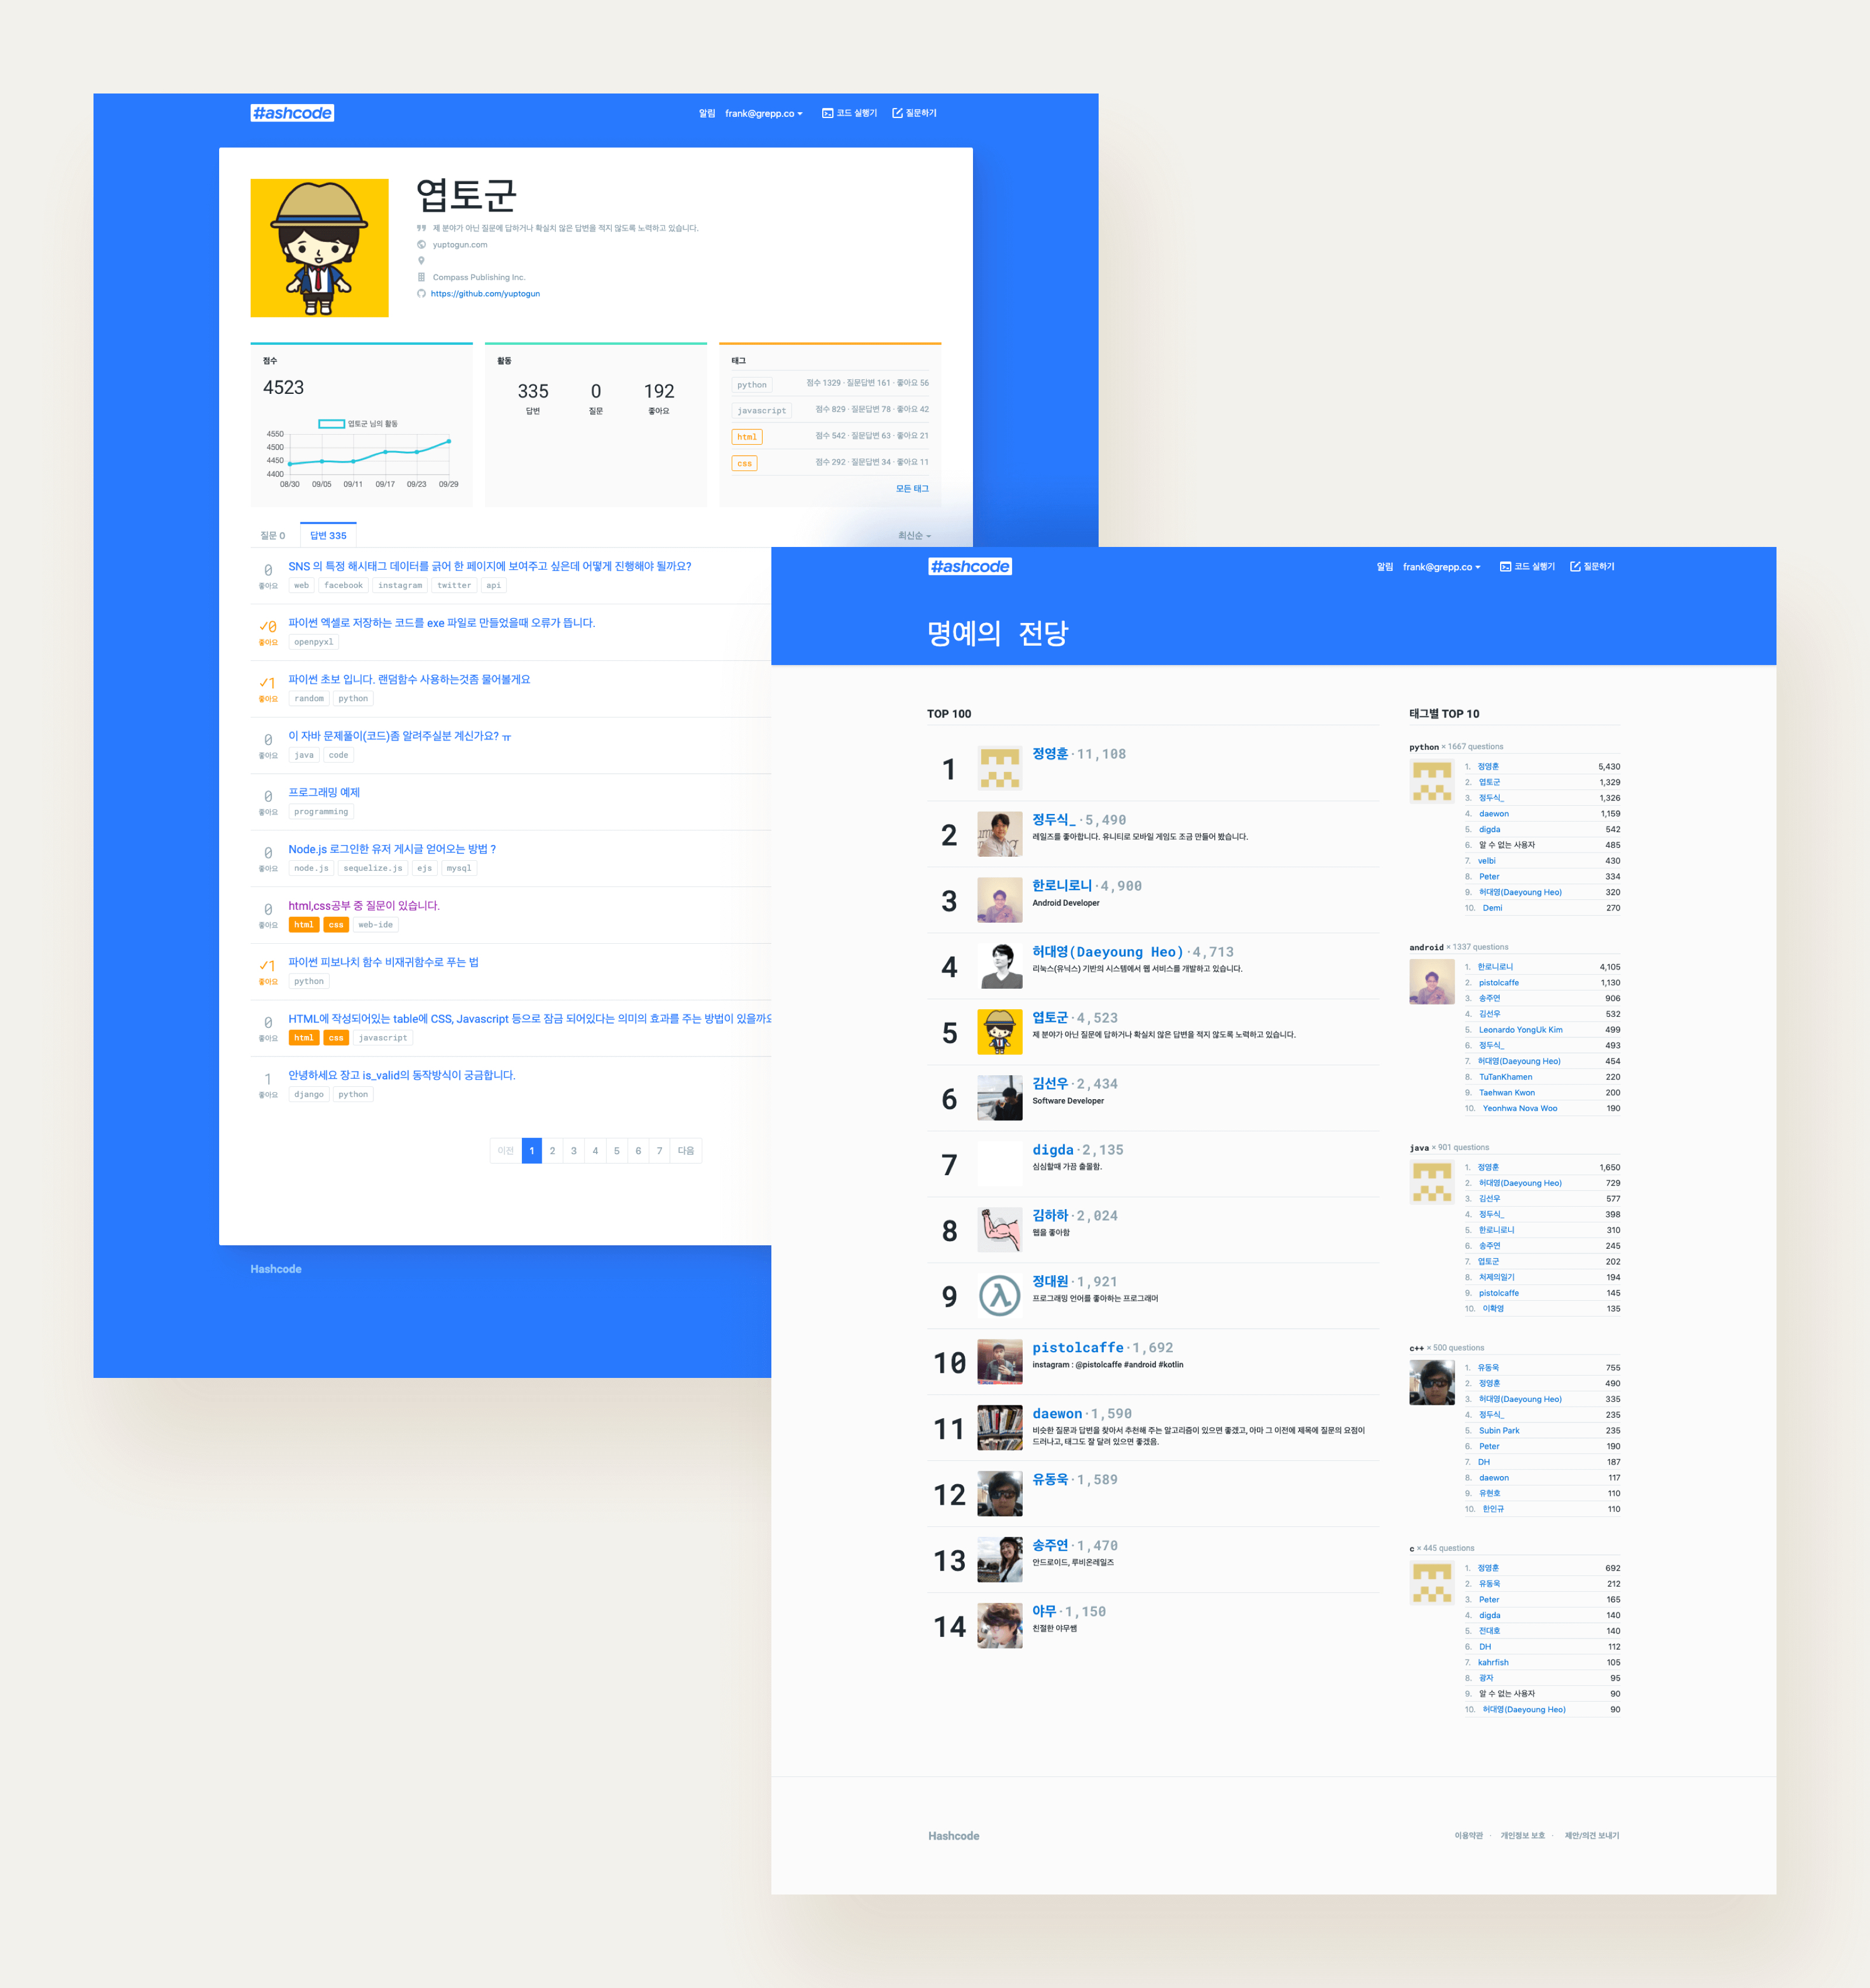 #ashcode
알림 frank@grepp.co 코드 실행기 질문하기
엽토군
제 분야가 아닌 질문에 답하거나 확실치 않은 답변을 적지 않도록 노력하고 있습니다.
yuptogun.com
Compass Publishing Inc.
https://github.com/yuptogun
점수
4523
엽토군 님의 활동
4550
4500
4450
4400
08/30 09/05 09/11 09/17 09/23 09/29
활동
335 0 192
답변 질문 좋아요
태그
python 점수 1329 · 질문답변 161 · 좋아요 56
javascript 점수 829 · 질문답변 78 · 좋아요 42
html 점수 542 · 질문답변 63 · 좋아요 21
css 점수 292 · 질문답변 34 · 좋아요 11
모든 태그
질문 0 답변 335 최신순
0 SNS 의 특정 해시태그 데이터를 긁어 한 페이지에 보여주고 싶은데 어떻게 진행해야 될까요?
좋아요 web facebook instagram twitter api
✓0 파이썬 엑셀로 저장하는 코드를 exe 파일로 만들었을때 오류가 뜹니다.
좋아요 openpyxl
✓1 파이썬 초보 입니다. 랜덤함수 사용하는것좀 물어볼게요
좋아요 random python
0 이 자바 문제풀이(코드)좀 알려주실분 계신가요? ㅠ
좋아요 java code
0 프로그래밍 예제
좋아요 programming
0 Node.js 로그인한 유저 게시글 얻어오는 방법 ?
좋아요 node.js sequelize.js ejs mysql
0 html,css공부 중 질문이 있습니다.
좋아요 html css web-ide
✓1 파이썬 피보나치 함수 비재귀함수로 푸는 법
좋아요 python
0 HTML에 작성되어있는 table에 CSS, Javascript 등으로 잠금 되어있다는 의미의 효과를 주는 방법이 있을까요
좋아요 html css javascript
1 안녕하세요 장고 is_valid의 동작방식이 궁금합니다.
좋아요 django python
이전 1 2 3 4 5 6 7 다음
Hashcode
#ashcode
알림 frank@grepp.co 코드 실행기 질문하기
명예의 전당
TOP 100
1 정영훈 · 11,108
2 정두식_ · 5,490
레일즈를 좋아합니다. 유니티로 모바일 게임도 조금 만들어 봤습니다.
3 한로니로니 · 4,900
Android Developer
4 허대영(Daeyoung Heo) · 4,713
리눅스(유닉스) 기반의 시스템에서 웹 서비스를 개발하고 있습니다.
5 엽토군 · 4,523
제 분야가 아닌 질문에 답하거나 확실치 않은 답변을 적지 않도록 노력하고 있습니다.
6 김선우 · 2,434
Software Developer
7 digda · 2,135
심심할때 가끔 출몰함.
8 김하하 · 2,024
웹을 좋아함
9 정대원 · 1,921
프로그래밍 언어를 좋아하는 프로그래머
10 pistolcaffe · 1,692
instagram : @pistolcaffe #android #kotlin
11 daewon · 1,590
비슷한 질문과 답변을 찾아서 추천해 주는 알고리즘이 있으면 좋겠고, 아마 그 이전에 제목에 질문의 요점이
드러나고, 태그도 잘 달려 있으면 좋겠음.
12 유동욱 · 1,589
13 송주연 · 1,470
안드로이드, 루비온레일즈
14 야무 · 1,150
친절한 야무쌤
태그별 TOP 10
python × 1667 questions
1. 정영훈 5,430
2. 엽토군 1,329
3. 정두식_ 1,326
4. daewon 1,159
5. digda 542
6. 알 수 없는 사용자 485
7. velbi 430
8. Peter 334
9. 허대영(Daeyoung Heo) 320
10. Demi 270
android × 1337 questions
1. 한로니로니 4,105
2. pistolcaffe 1,130
3. 송주연 906
4. 김선우 532
5. Leonardo YongUk Kim 499
6. 정두식_ 493
7. 허대영(Daeyoung Heo) 454
8. TuTanKhamen 220
9. Taehwan Kwon 200
10. Yeonhwa Nova Woo 190
java × 901 questions
1. 정영훈 1,650
2. 허대영(Daeyoung Heo) 729
3. 김선우 577
4. 정두식_ 398
5. 한로니로니 310
6. 송주연 245
7. 엽토군 202
8. 처제의일기 194
9. pistolcaffe 145
10. 이확영 135
c++ × 500 questions
1. 유동욱 755
2. 정영훈 490
3. 허대영(Daeyoung Heo) 335
4. 정두식_ 235
5. Subin Park 235
6. Peter 190
7. DH 187
8. daewon 117
9. 유현호 110
10. 한인규 110
c × 445 questions
1. 정영훈 692
2. 유동욱 212
3. Peter 165
4. digda 140
5. 전대호 140
6. DH 112
7. kahrfish 105
8. 광자 95
9. 알 수 없는 사용자 90
10. 허대영(Daeyoung Heo) 90
Hashcode
이용약관 · 개인정보 보호 · 제안/의견 보내기